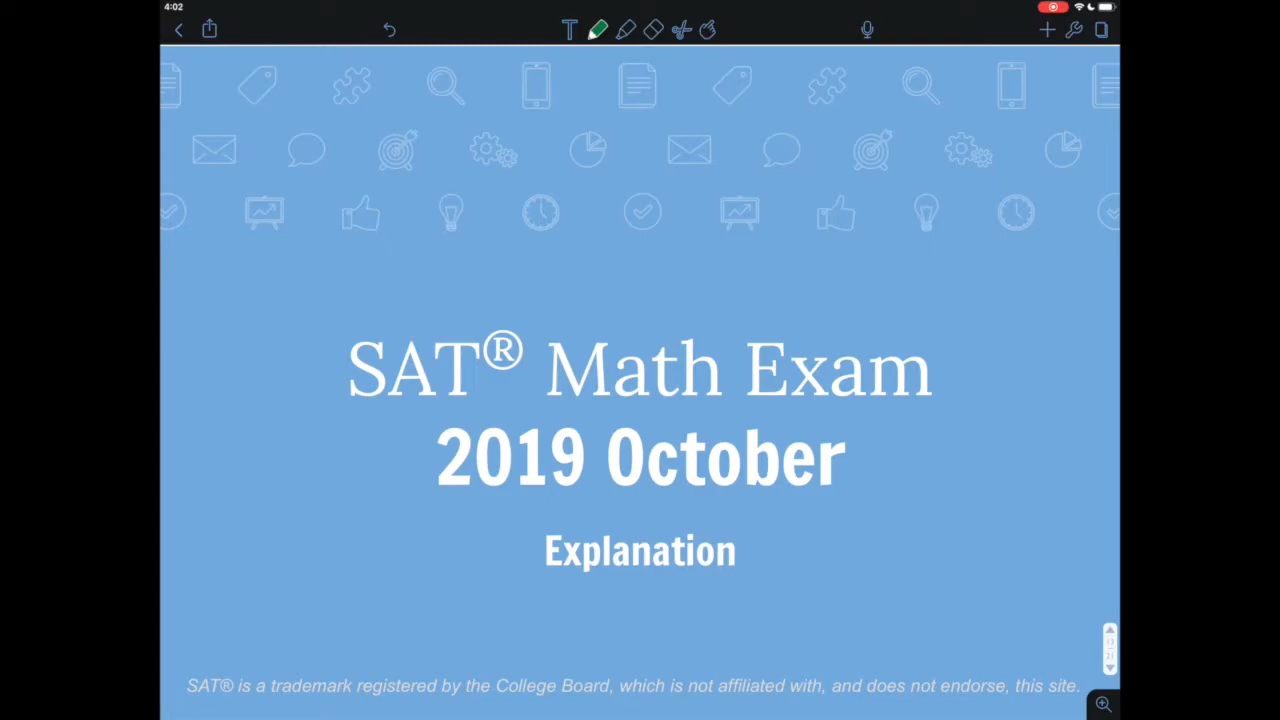 4:02
SAT® Math Exam
2019 October
Explanation
SAT® is a trademark registered by the College Board, which is not affiliated with, and does not endorse, this site.